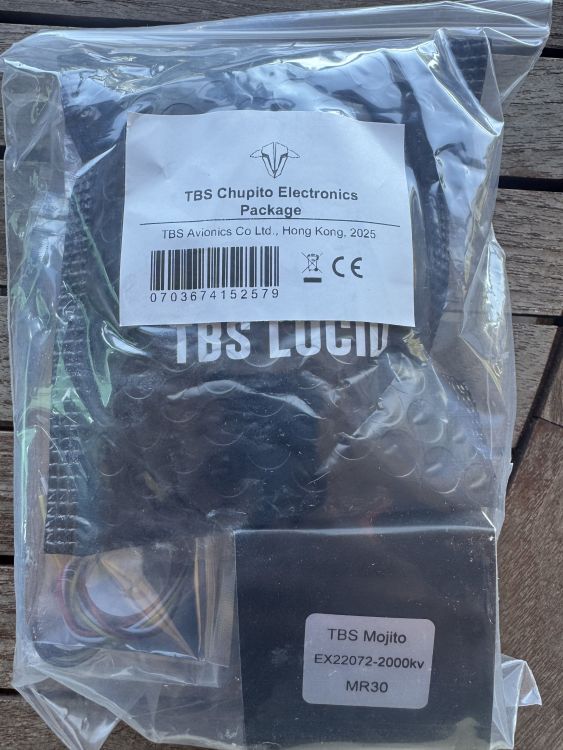 TBS Chupito Electronics
Package
TBS Avionics Co Ltd., Hong Kong, 2025
0703674152579
CE
TBS LUCID
TBS Mojito
EX22072-2000kv
MR30